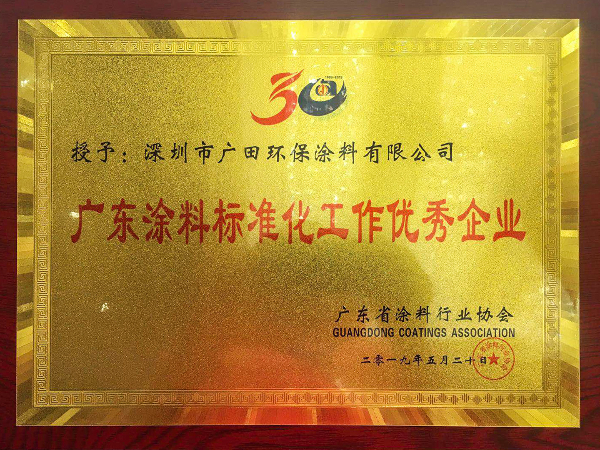 30
授予：深圳市广田环保涂料有限公司
广东涂料标准化工作优秀企业
广东省涂料行业协会
GUANGDONG COATINGS ASSOCIATION
二零一九年五月二十日